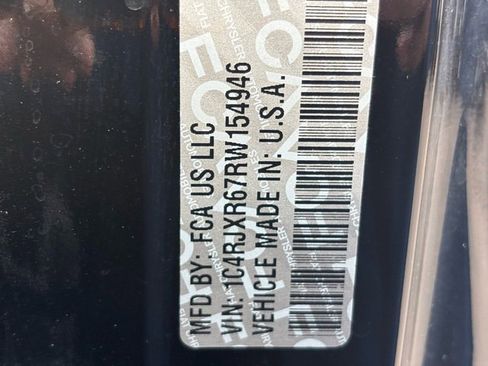 MFD. BY: FCA US LLC
VIN: 1C4RJXR67RW154946
VEHICLE MADE IN: U.S.A.